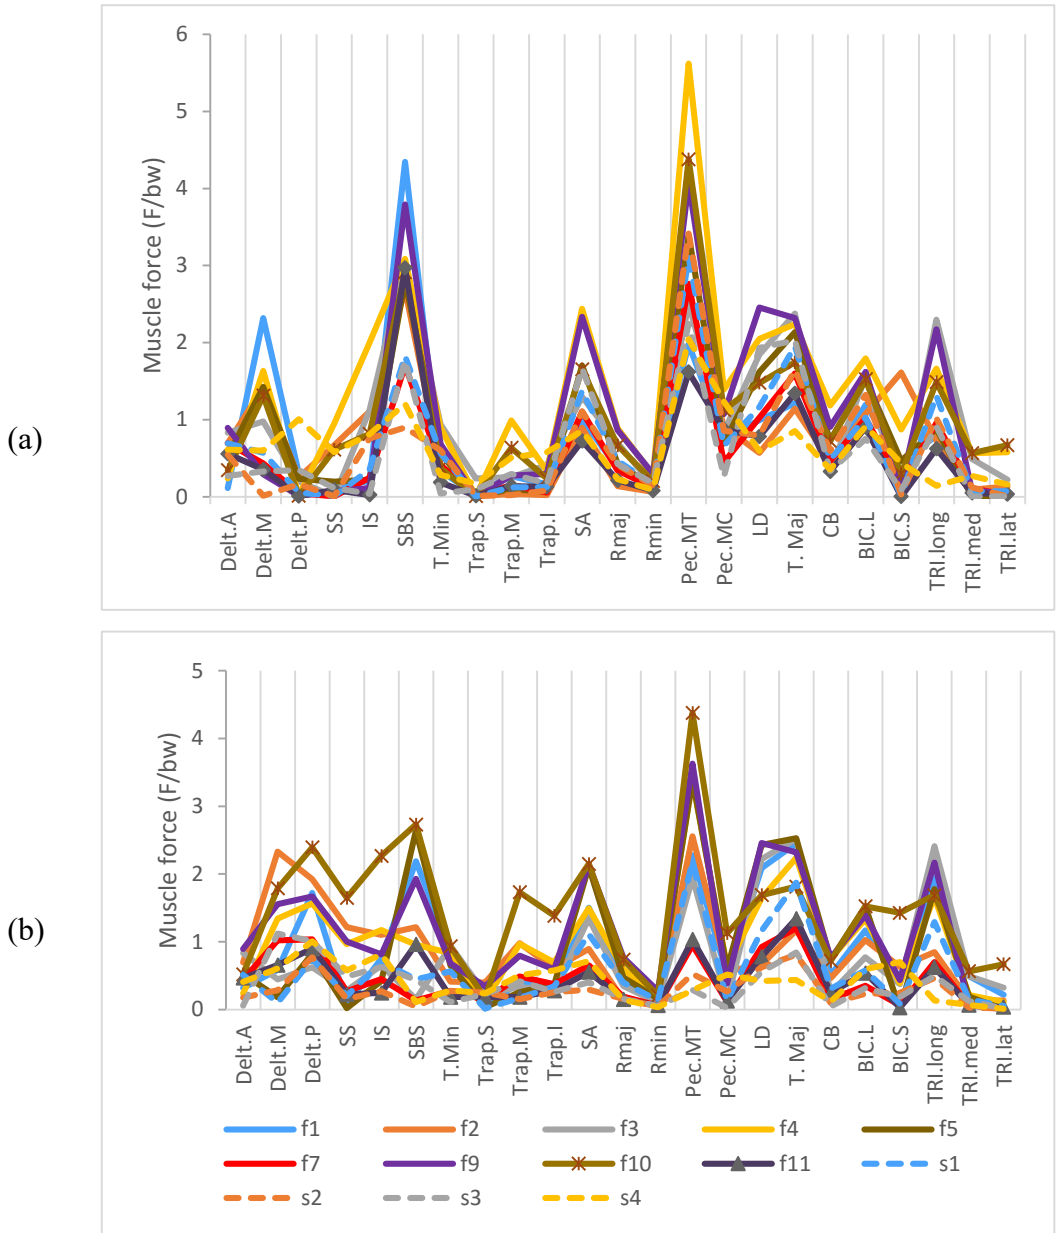 (a)
Muscle force (F/bw)
6
5
4
3
2
1
0
Delt.A
Delt.M
Delt.P
SS
IS
SBS
T.Min
Trap.S
Trap.M
Trap.I
SA
Rmaj
Rmin
Pec.MT
Pec.MC
LD
T. Maj
CB
BIC.L
BIC.S
TRI.long
TRI.med
TRI.lat
(b)
Muscle force (F/bw)
5
4
3
2
1
0
Delt.A
Delt.M
Delt.P
SS
IS
SBS
T.Min
Trap.S
Trap.M
Trap.I
SA
Rmaj
Rmin
Pec.MT
Pec.MC
LD
T. Maj
CB
BIC.L
BIC.S
TRI.long
TRI.med
TRI.lat
f1 f2 f3 f4 f5
f7 f9 f10 f11 s1
s2 s3 s4